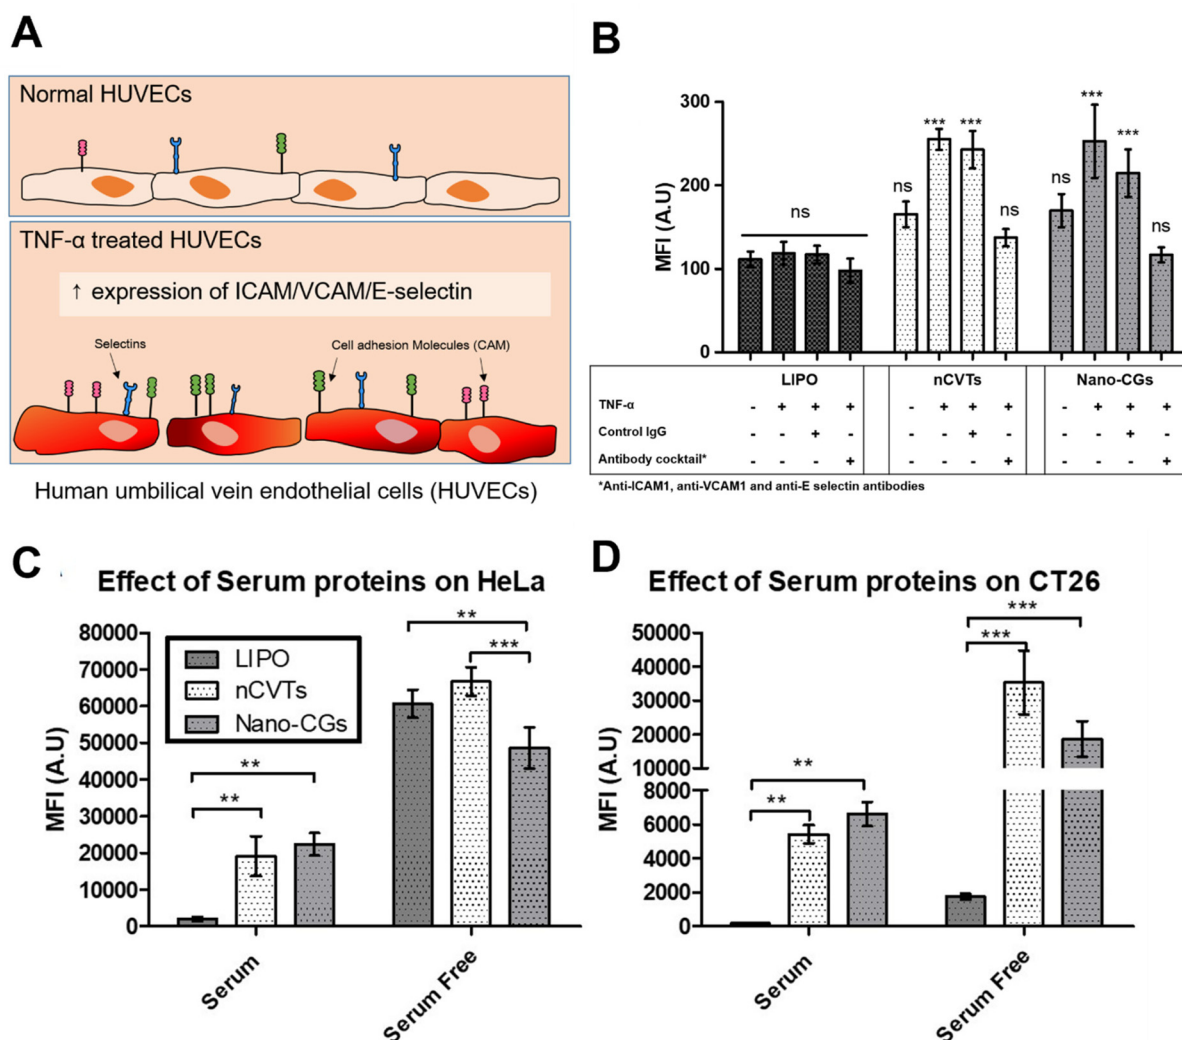 A
Normal HUVECs
TNF-α treated HUVECs
↑ expression of ICAM/VCAM/E-selectin
Selectins
Cell adhesion Molecules (CAM)
Human umbilical vein endothelial cells (HUVECs)
B
MFI (A.U)
300
200
100
0
ns
ns
***
***
ns
ns
***
***
ns
LIPO nCVTs Nano-CGs
TNF-α - + + + - + + + - + + +
Control IgG - - + - - - + - - - + -
Antibody cocktail* - - - + - - - + - - - +
*Anti-ICAM1, anti-VCAM1 and anti-E selectin antibodies
C
Effect of Serum proteins on HeLa
MFI (A.U)
80000
70000
60000
50000
40000
30000
20000
10000
0
LIPO
nCVTs
Nano-CGs
**
**
**
***
Serum
Serum Free
D
Effect of Serum proteins on CT26
MFI (A.U)
50000
40000
30000
20000
10000
8000
6000
4000
2000
0
**
**
***
***
Serum
Serum Free